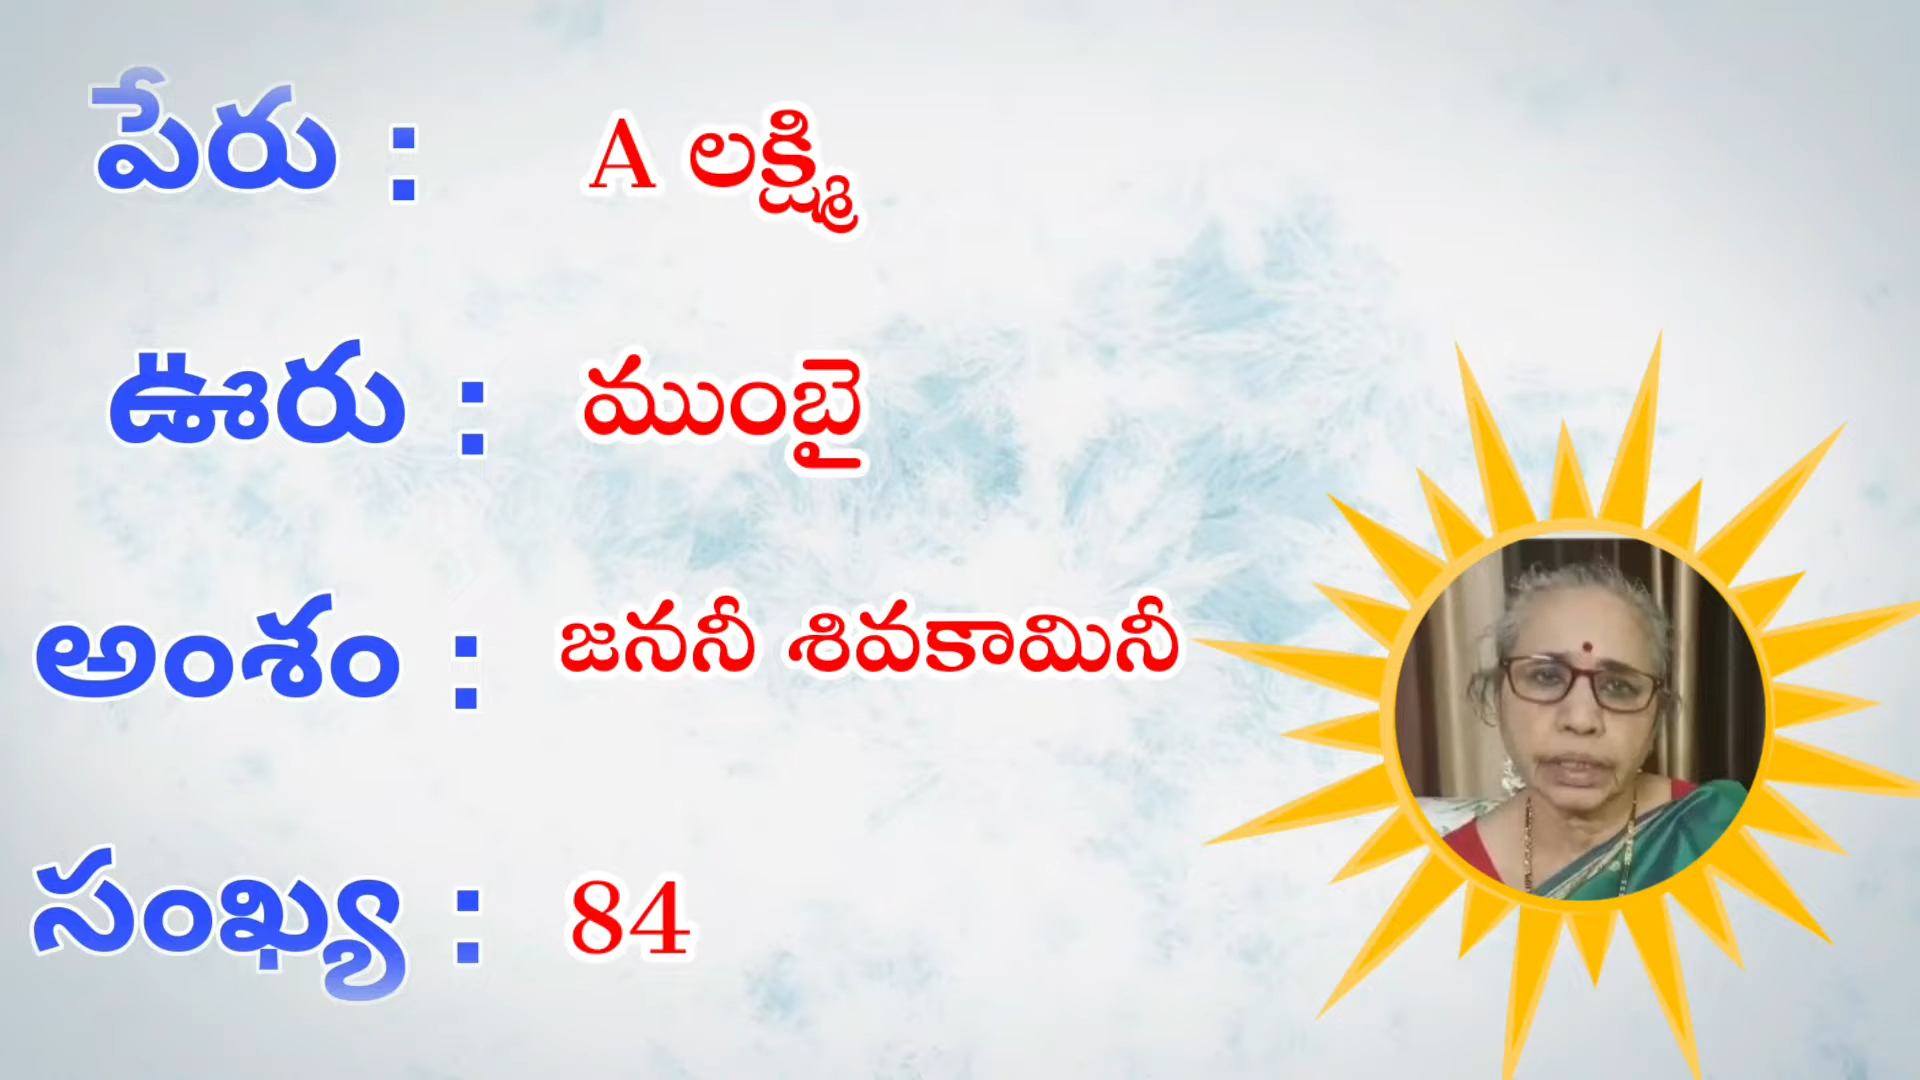 పేరు : A లక్ష్మి
ఊరు : ముంబై
అంశం : జననీ శివకామినీ
సంఖ్య : 84